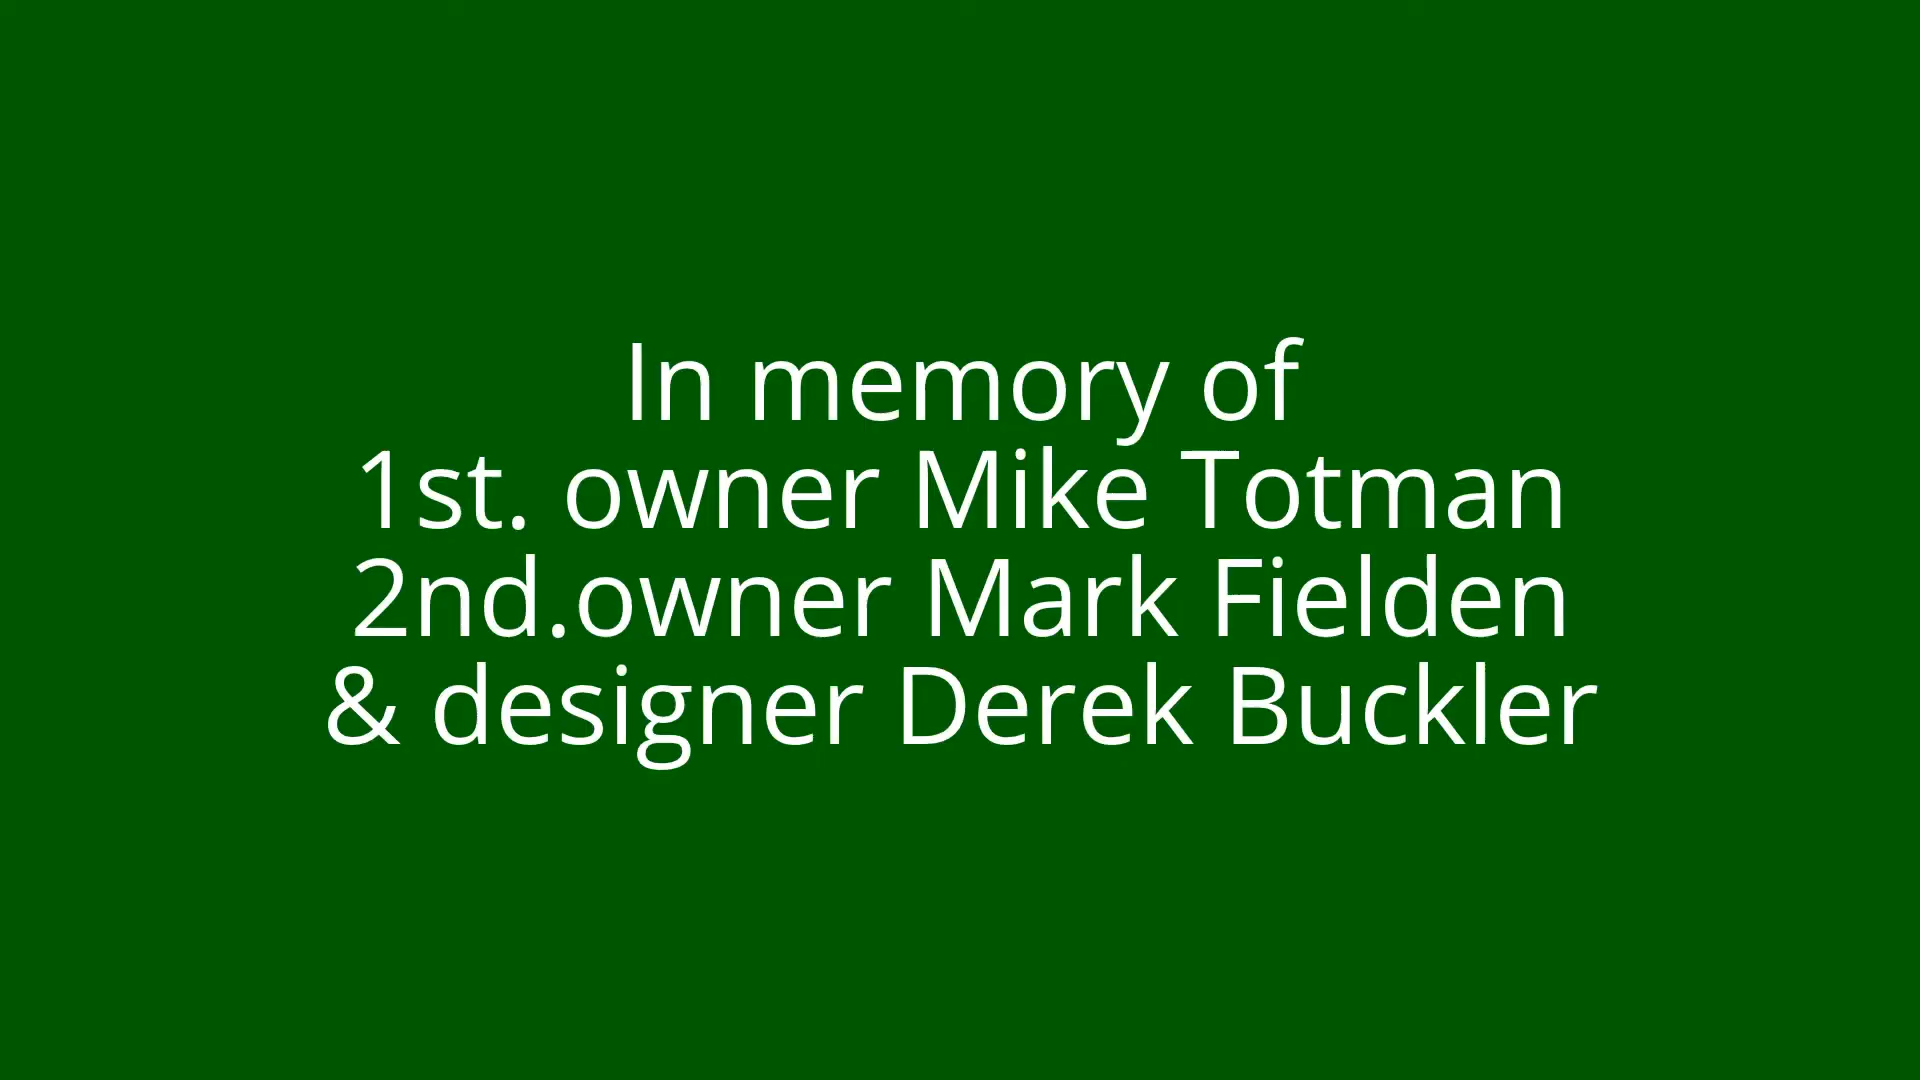 In memory of
1st. owner Mike Totman
2nd.owner Mark Fielden
& designer Derek Buckler